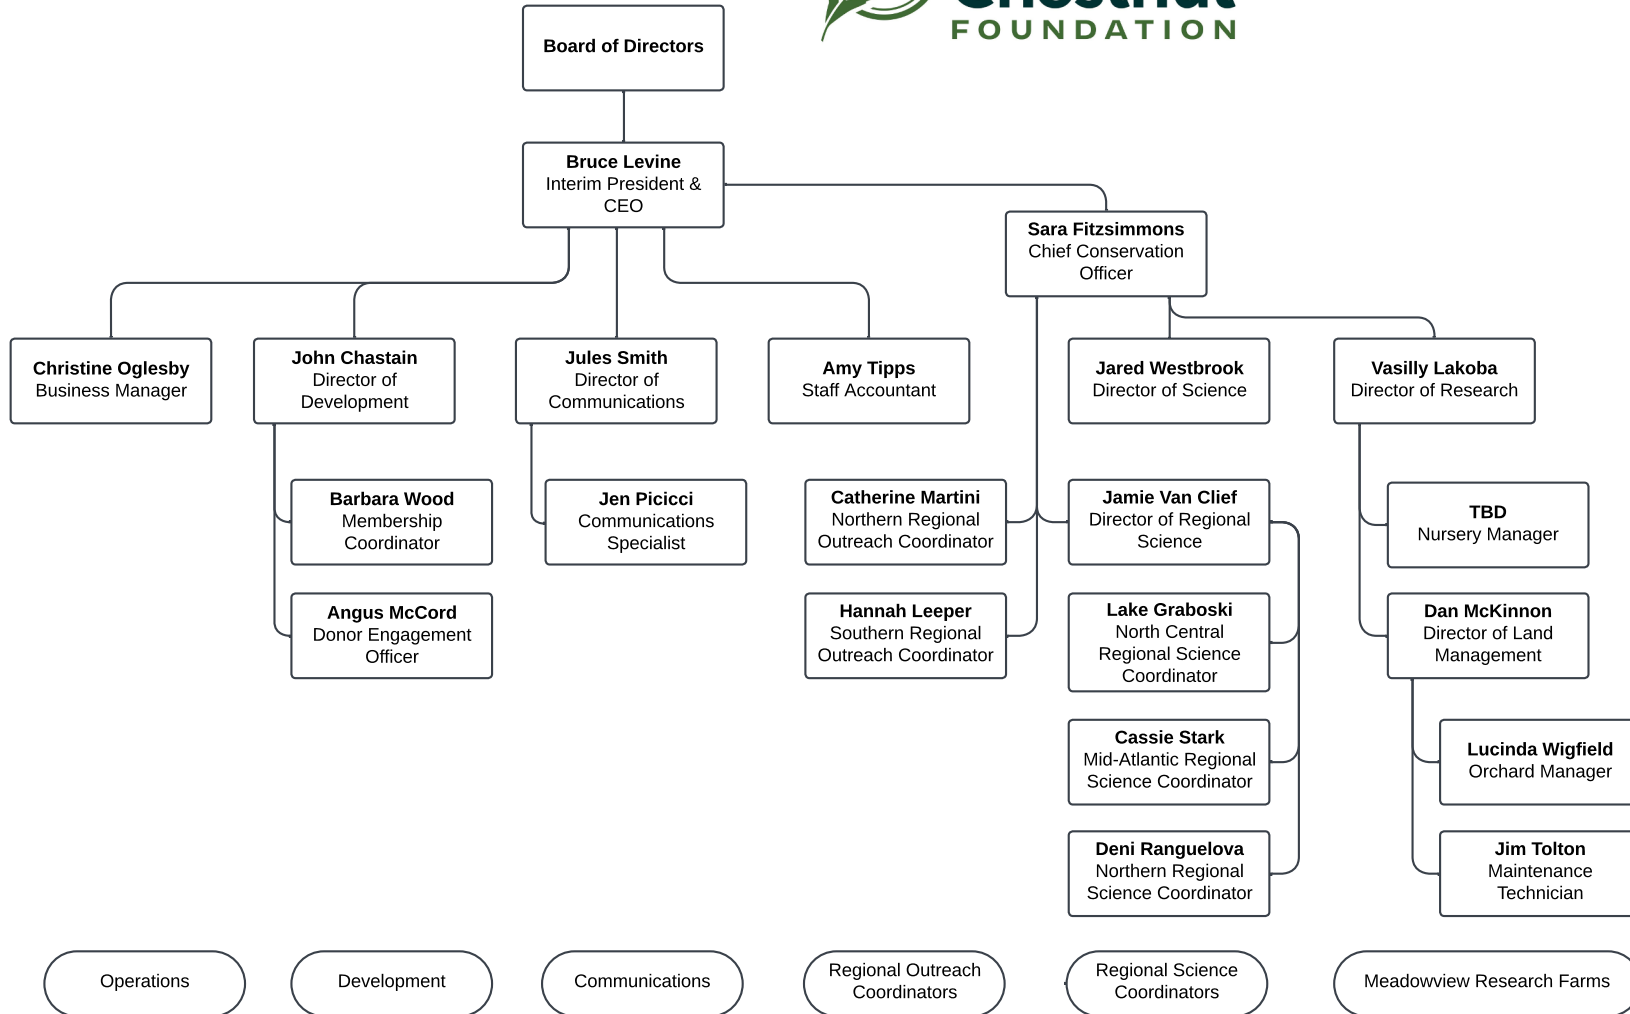 Chestnut
FOUNDATION
Board of Directors
Bruce Levine
Interim President &
CEO
Sara Fitzsimmons
Chief Conservation
Officer
Christine Oglesby
Business Manager
John Chastain
Director of
Development
Jules Smith
Director of
Communications
Amy Tipps
Staff Accountant
Jared Westbrook
Director of Science
Vasilly Lakoba
Director of Research
Barbara Wood
Membership
Coordinator
Jen Picicci
Communications
Specialist
Catherine Martini
Northern Regional
Outreach Coordinator
Jamie Van Clief
Director of Regional
Science
TBD
Nursery Manager
Angus McCord
Donor Engagement
Officer
Hannah Leeper
Southern Regional
Outreach Coordinator
Lake Graboski
North Central
Regional Science
Coordinator
Dan McKinnon
Director of Land
Management
Cassie Stark
Mid-Atlantic Regional
Science Coordinator
Lucinda Wigfield
Orchard Manager
Deni Ranguelova
Northern Regional
Science Coordinator
Jim Tolton
Maintenance
Technician
Operations
Development
Communications
Regional Outreach
Coordinators
Regional Science
Coordinators
Meadowview Research Farms